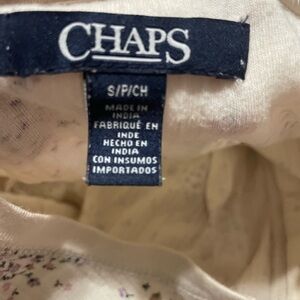 CHAPS
S/P/CH
MADE IN
INDIA
FABRIQUÉ EN
INDE
HECHO EN
INDIA
CON INSUMOS
IMPORTADOS